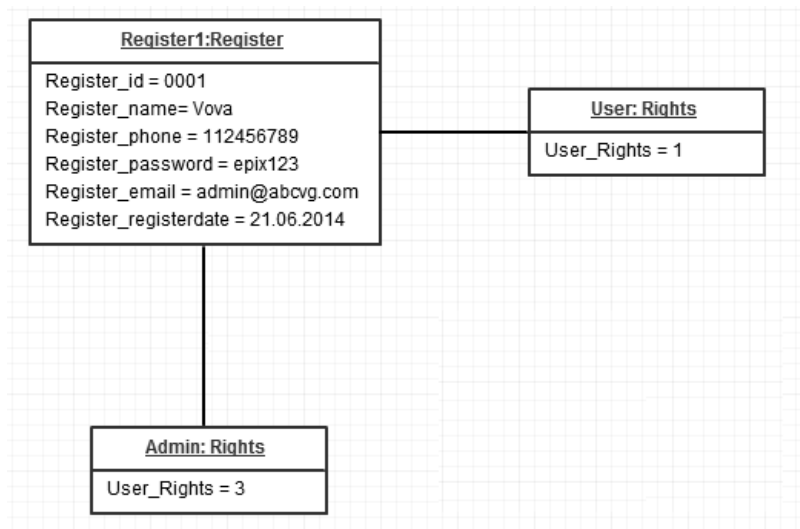 Register1:Register
Register_id = 0001
Register_name= Vova
Register_phone = 112456789
Register_password = epix123
Register_email = admin@abcvg.com
Register_registerdate = 21.06.2014
User: Rights
User_Rights = 1
Admin: Rights
User_Rights = 3